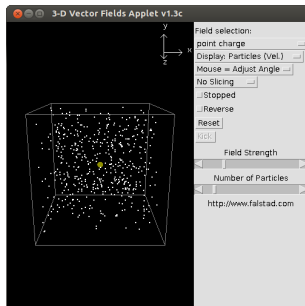 3-D Vector Fields Applet v1.3c
y
x
z
Field selection:
point charge
Display: Particles (Vel.)
Mouse = Adjust Angle
No Slicing
Stopped
Reverse
Reset
Kick
Field Strength
Number of Particles
http://www.falstad.com